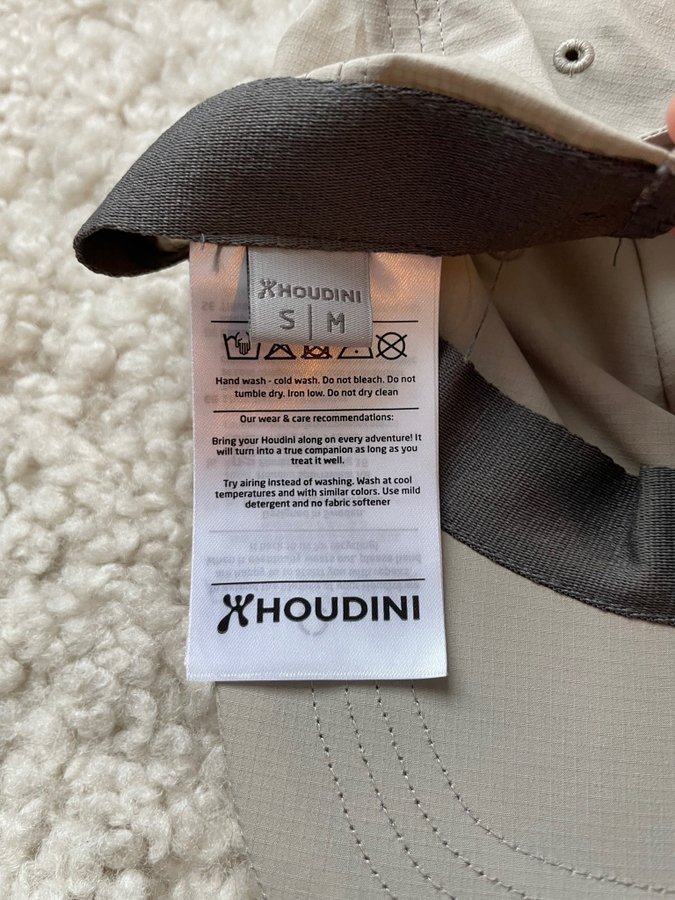 HOUDINI
S | M
Hand wash - cold wash. Do not bleach. Do not
tumble dry. Iron low. Do not dry clean
Our wear & care recommendations:
Bring your Houdini along on every adventure! It
will turn into a true companion as long as you
treat it well.
Try airing instead of washing. Wash at cool
temperatures and with similar colors. Use mild
detergent and no fabric softener
HOUDINI